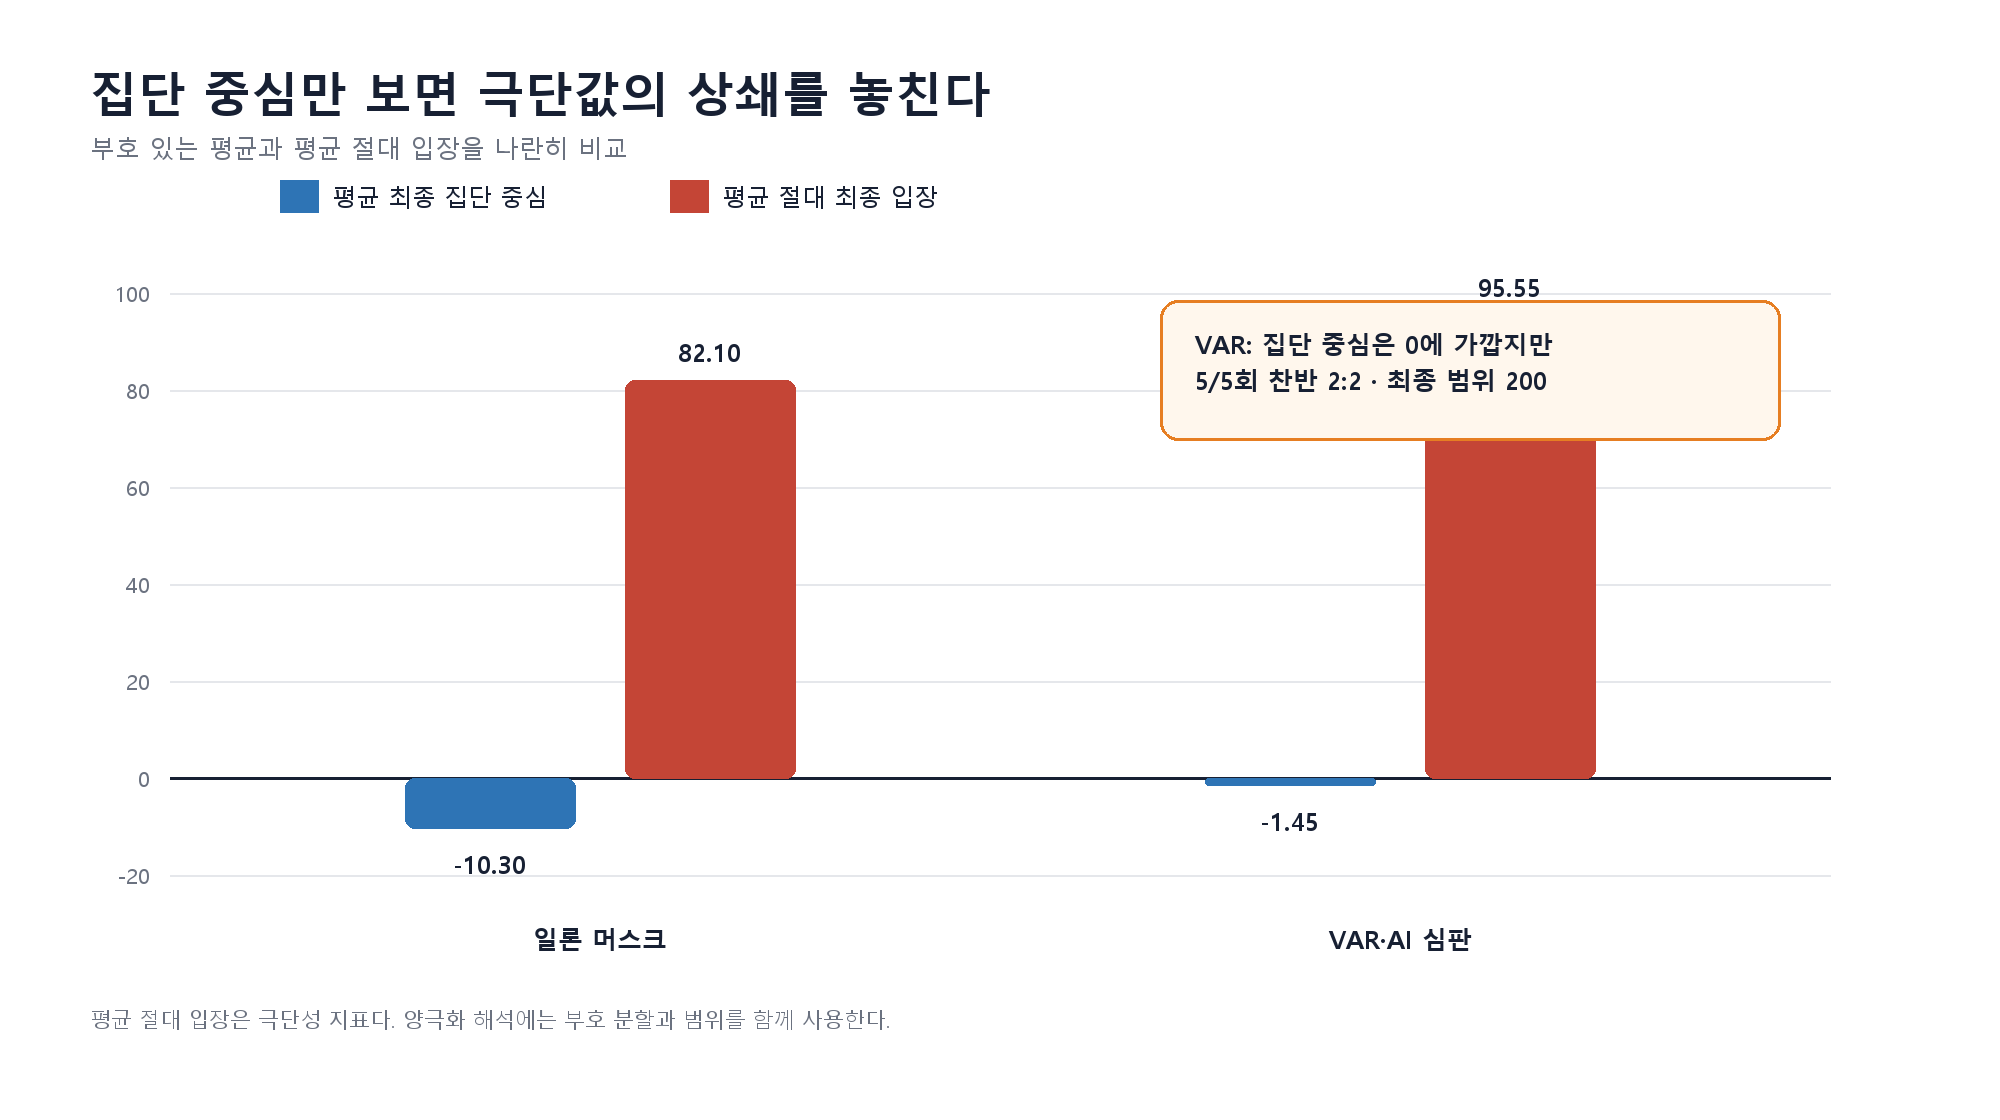 집단 중심만 보면 극단값의 상쇄를 놓친다
부호 있는 평균과 평균 절대 입장을 나란히 비교
평균 최종 집단 중심
평균 절대 최종 입장
100
80
60
40
20
0
-20
82.10
-10.30
95.55
VAR: 집단 중심은 0에 가깝지만
5/5회 찬반 2:2 · 최종 범위 200
-1.45
일론 머스크
VAR·AI 심판
평균 절대 입장은 극단성 지표다. 양극화 해석에는 부호 분할과 범위를 함께 사용한다.